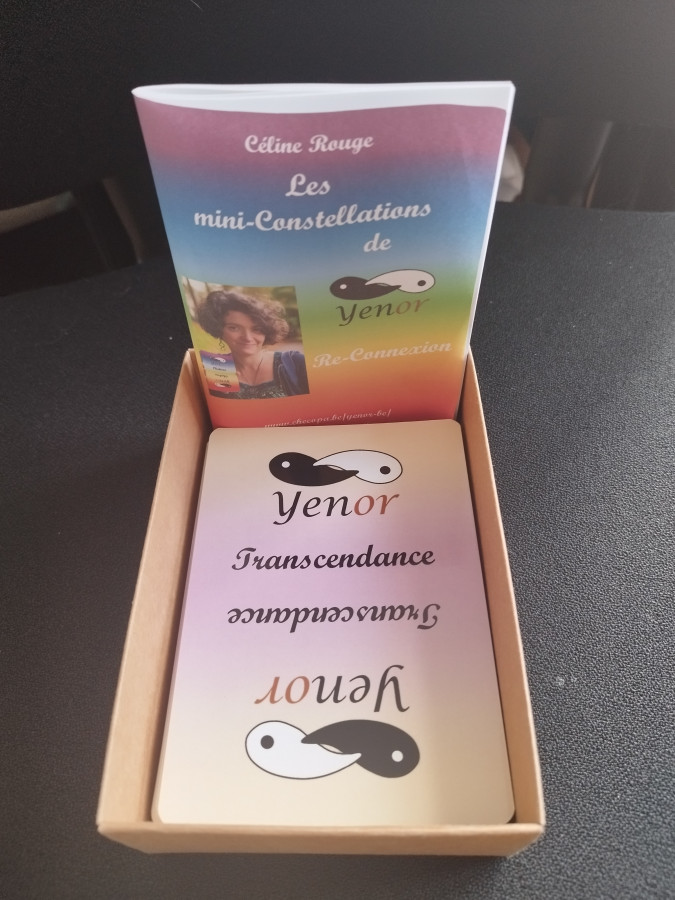 Céline Rouge
Les
mini-Constellations
de
Yenor
Re-Connexion
Yenor
Transcendance
Transcendance
Yenor